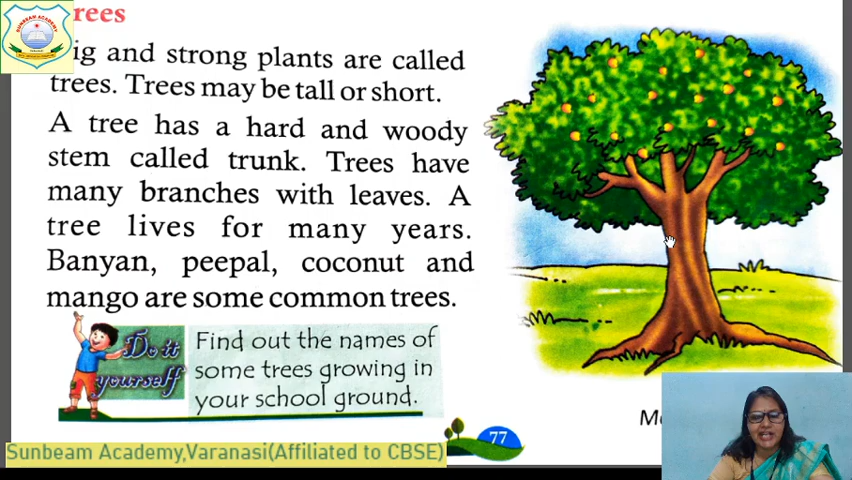 SUNBEAM ACADEMY
Trees
ig and strong plants are called
trees. Trees may be tall or short.
A tree has a hard and woody
stem called trunk. Trees have
many branches with leaves. A
tree lives for many years.
Banyan, peepal, coconut and
mango are some common trees.
Do it
yourself
Find out the names of
some trees growing in
your school ground.
77
Sunbeam Academy,Varanasi(Affiliated to CBSE)